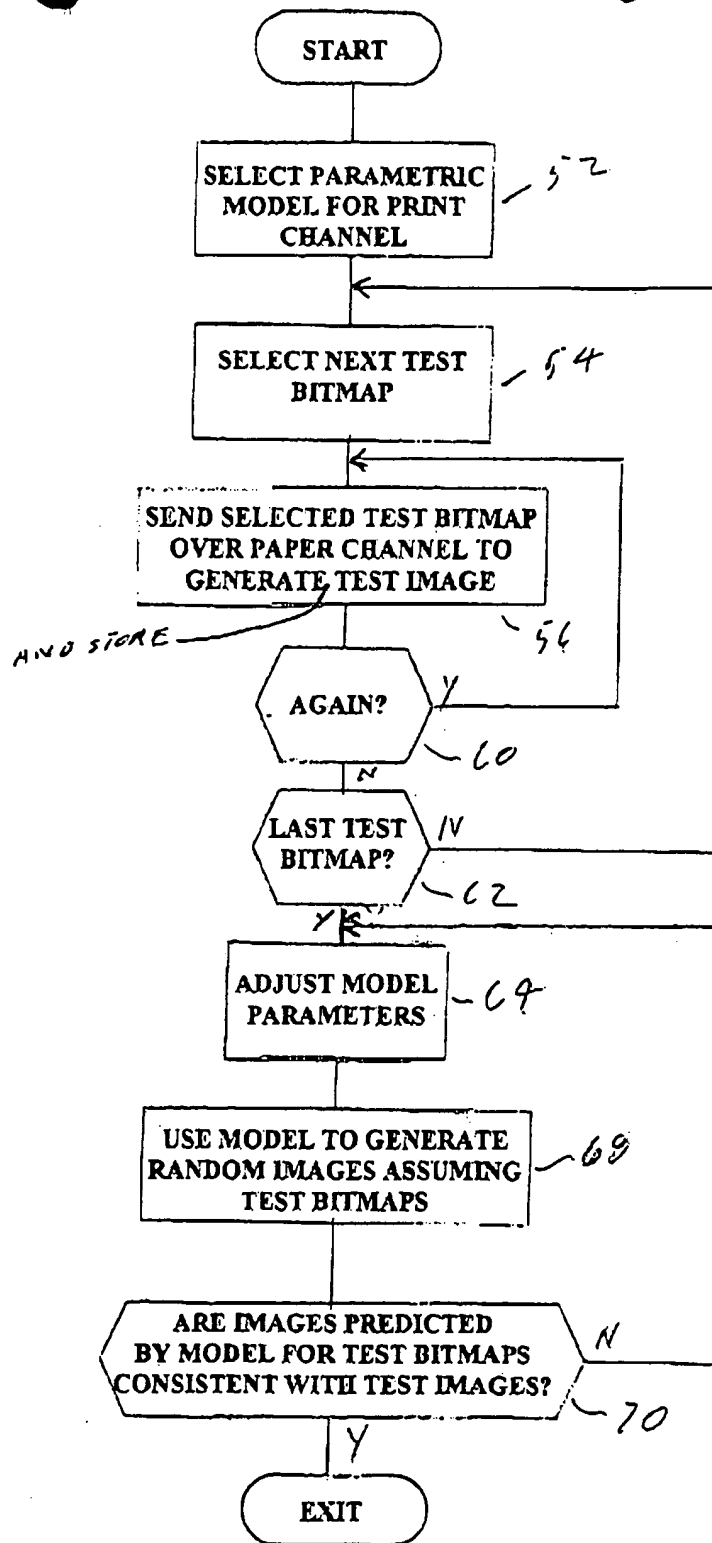 START
SELECT PARAMETRIC
MODEL FOR PRINT
CHANNEL
52
SELECT NEXT TEST
BITMAP
54
SEND SELECTED TEST BITMAP
OVER PAPER CHANNEL TO
GENERATE TEST IMAGE
AND STORE
56
AGAIN?
Y
60
N
LAST TEST
BITMAP?
N
62
Y
ADJUST MODEL
PARAMETERS
64
USE MODEL TO GENERATE
RANDOM IMAGES ASSUMING
TEST BITMAPS
ARE IMAGES PREDICTED
BY MODEL FOR TEST BITMAPS
CONSISTENT WITH TEST IMAGES?
N
70
Y
EXIT